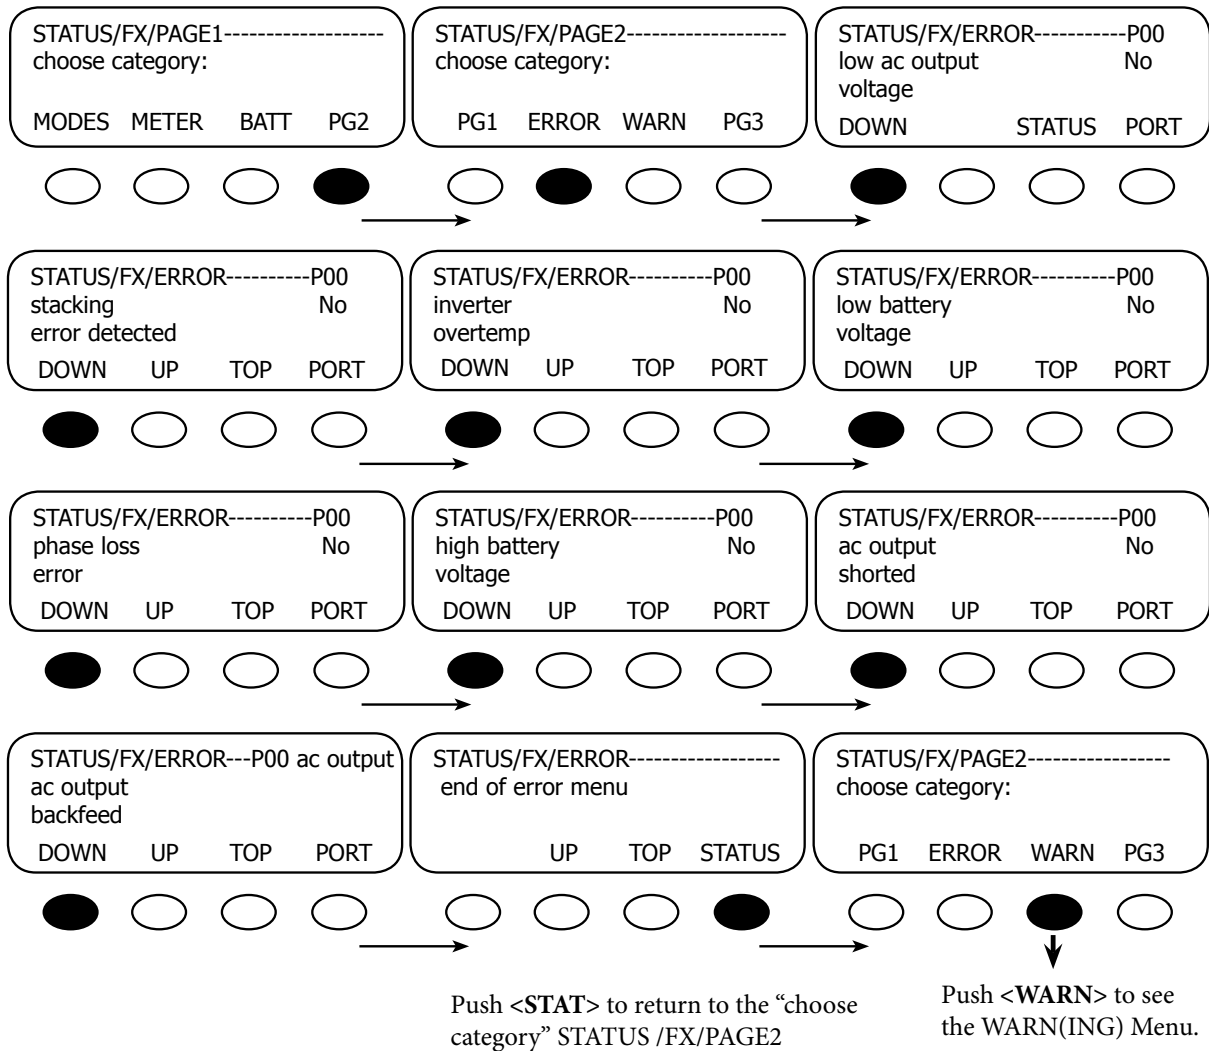 STATUS/FX/PAGE1-------------------
choose category:
MODES METER BATT PG2
STATUS/FX/PAGE2-------------------
choose category:
PG1 ERROR WARN PG3
STATUS/FX/ERROR-----------P00
low ac output No
voltage
DOWN STATUS PORT
STATUS/FX/ERROR----------P00
stacking No
error detected
DOWN UP TOP PORT
STATUS/FX/ERROR----------P00
inverter No
overtemp
DOWN UP TOP PORT
STATUS/FX/ERROR----------P00
low battery No
voltage
DOWN UP TOP PORT
STATUS/FX/ERROR----------P00
phase loss No
error
DOWN UP TOP PORT
STATUS/FX/ERROR----------P00
high battery No
voltage
DOWN UP TOP PORT
STATUS/FX/ERROR----------P00
ac output No
shorted
DOWN UP TOP PORT
STATUS/FX/ERROR---P00 ac output
ac output
backfeed
DOWN UP TOP PORT
STATUS/FX/ERROR------------------
end of error menu
UP TOP STATUS
STATUS/FX/PAGE2-----------------
choose category:
PG1 ERROR WARN PG3
Push <STAT> to return to the “choose
category” STATUS /FX/PAGE2
Push <WARN> to see
the WARN(ING) Menu.